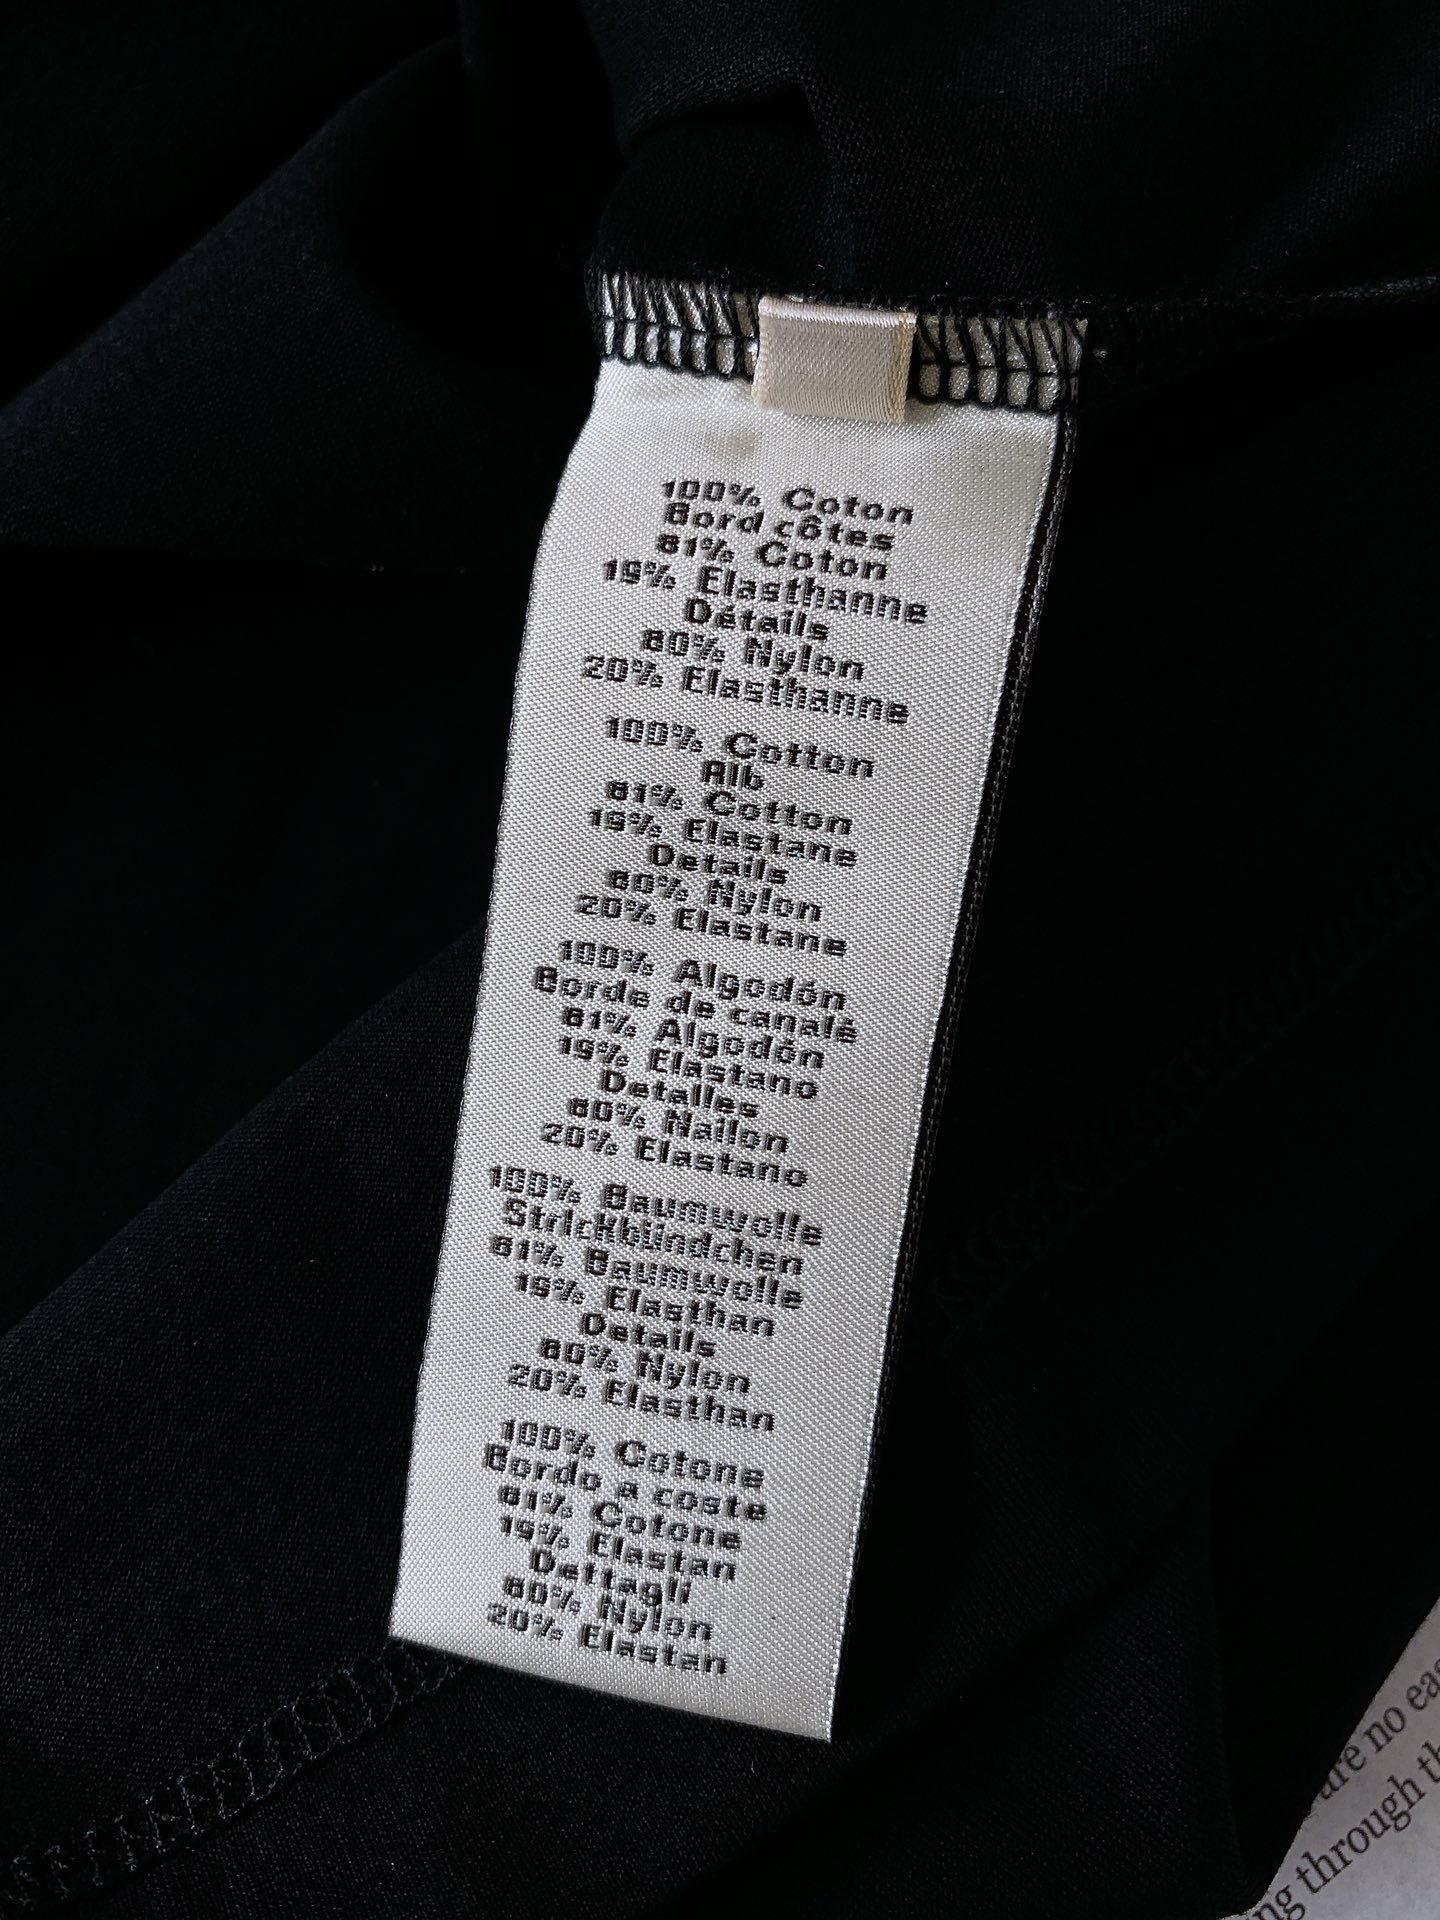 100% Coton
Bord côtes
81% Coton
19% Elasthanne
Détails
80% Nylon
20% Elasthanne
100% Cotton
Rib
81% Cotton
19% Elastane
Details
80% Nylon
20% Elastane
100% Algodón
Borde de canalé
81% Algodón
19% Elastano
Detalles
80% Nailon
20% Elastano
100% Baumwolle
Strickbündchen
81% Baumwolle
19% Elasthan
Details
80% Nylon
20% Elasthan
100% Cotone
Bordo a coste
81% Cotone
19% Elastan
Dettagli
80% Nylon
20% Elastan
are no
through